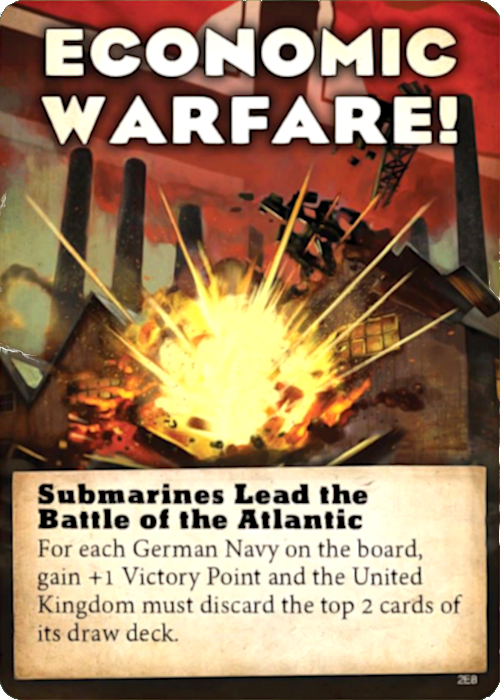 ECONOMIC
WARFARE!
Submarines Lead the
Battle of the Atlantic
For each German Navy on the board,
gain +1 Victory Point and the United
Kingdom must discard the top 2 cards of
its draw deck.
2E8